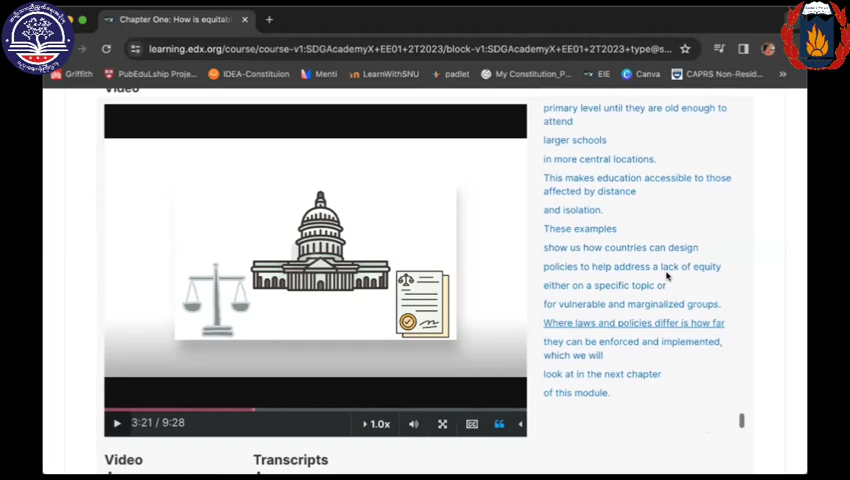 Chapter One: How is equitabl
learning.edx.org/course/course-v1:SDGAcademyX+EE01+2T2023/block-v1:SDGAcademyX+EE01+2T2023+type@s...
Griffith PubEduLship Proje... IDEA-Constituion Menti LearnWithSNU padlet My Constitution_P... EIE Canva CAPRS Non-Resid...
Video
primary level until they are old enough to
attend
larger schools
in more central locations.
This makes education accessible to those
affected by distance
and isolation.
These examples
show us how countries can design
policies to help address a lack of equity
either on a specific topic or
for vulnerable and marginalized groups.
Where laws and policies differ is how far
they can be enforced and implemented,
which we will
look at in the next chapter
of this module.
3:21 / 9:28
1.0x
Video Transcripts